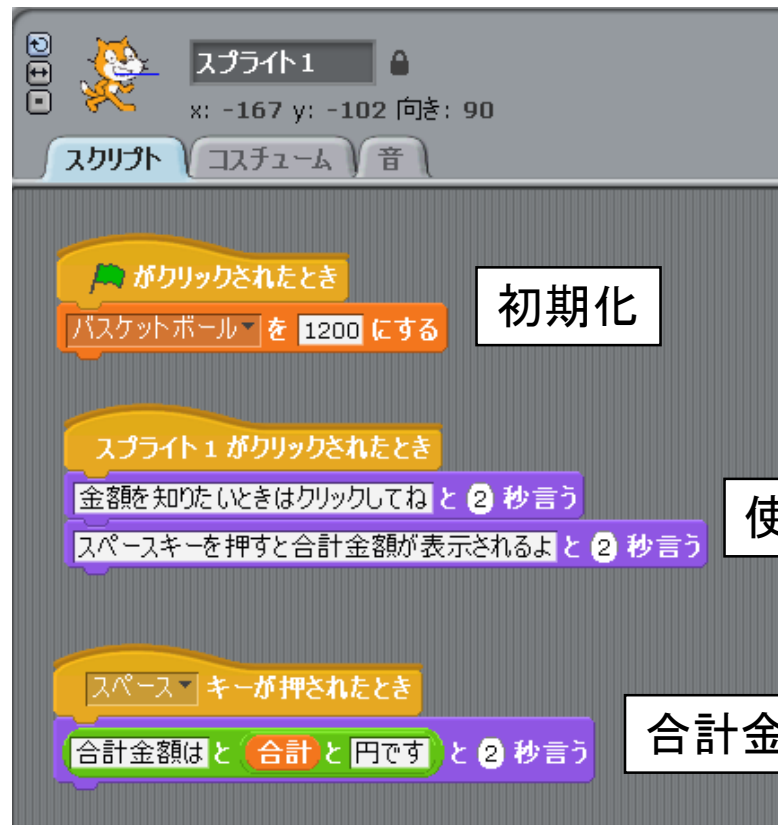 スプライト1
x: -167 y: -102 向き: 90
スクリプト コスチューム 音
がクリックされたとき
バスケットボール を 1200 にする
初期化
スプライト 1 がクリックされたとき
金額を知りたいときはクリックしてね と 2 秒言う
スペースキーを押すと合計金額が表示されるよ と 2 秒言う
使
スペース キーが押されたとき
合計金額は と 合計 と 円です と 2 秒言う
合計金